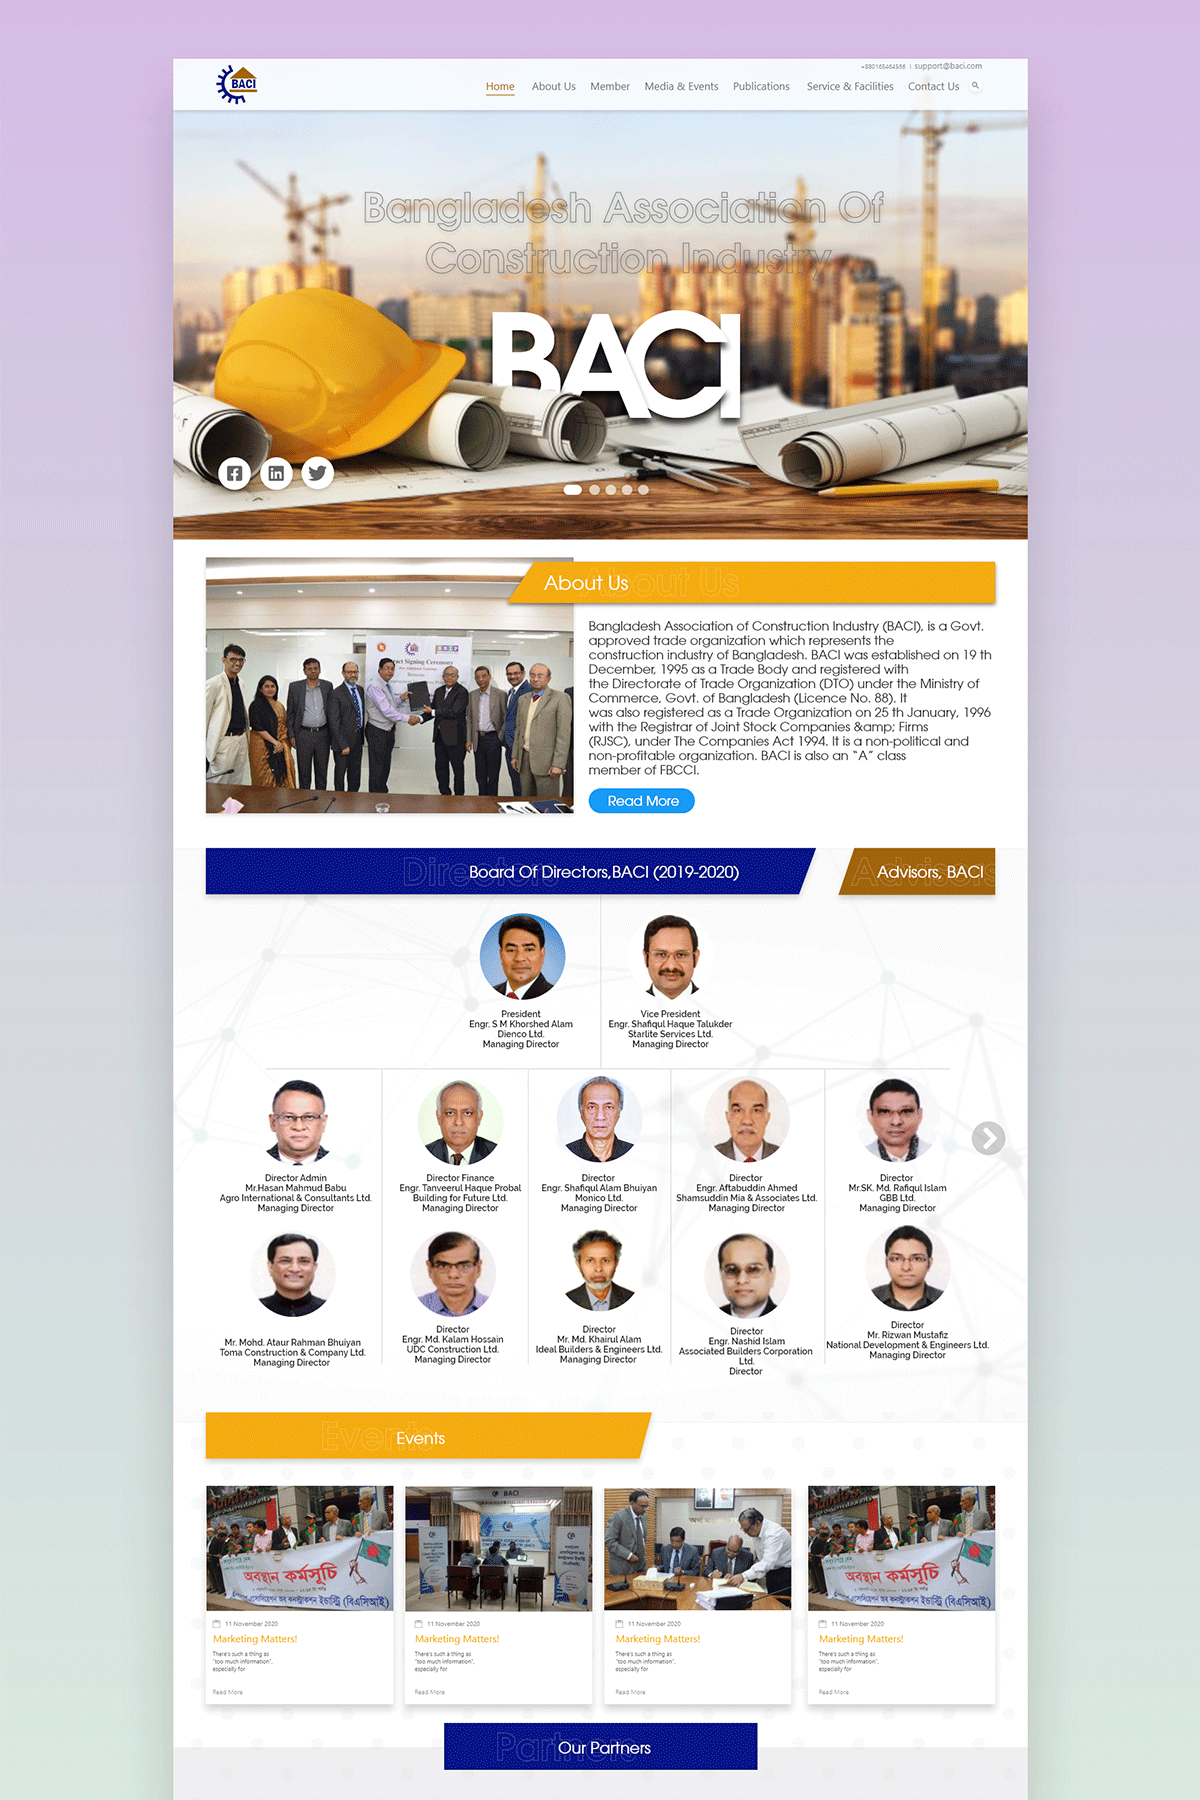 BACI
+880165464566 | support@baci.com
Home About Us Member Media & Events Publications Service & Facilities Contact Us
Bangladesh Association Of
Construction Industry
BACI
About Us About Us
Bangladesh Association of Construction Industry (BACI), is a Govt.
approved trade organization which represents the
construction industry of Bangladesh. BACI was established on 19 th
December, 1995 as a Trade Body and registered with
the Directorate of Trade Organization (DTO) under the Ministry of
Commerce, Govt. of Bangladesh (Licence No. 88). It
was also registered as a Trade Organization on 25 th January, 1996
with the Registrar of Joint Stock Companies &amp; Firms
(RJSC), under The Companies Act 1994. It is a non-political and
non-profitable organization. BACI is also an “A” class
member of FBCCI.
Read More
Directors
Board Of Directors,BACI (2019-2020)
Advisors
Advisors, BACI
President
Engr. S M Khorshed Alam
Dienco Ltd.
Managing Director
Vice President
Engr. Shafiqul Haque Talukder
Starlite Services Ltd.
Managing Director
Director Admin
Mr.Hasan Mahmud Babu
Agro International & Consultants Ltd.
Managing Director
Director Finance
Engr. Tanveerul Haque Probal
Building for Future Ltd.
Managing Director
Director
Engr. Shafiqul Alam Bhuiyan
Monico Ltd.
Managing Director
Director
Engr. Aftabuddin Ahmed
Shamsuddin Mia & Associates Ltd.
Managing Director
Director
Mr.SK. Md. Rafiqul Islam
GBB Ltd.
Managing Director
Mr. Mohd. Ataur Rahman Bhuiyan
Toma Construction & Company Ltd.
Managing Director
Director
Engr. Md. Kalam Hossain
UDC Construction Ltd.
Managing Director
Director
Mr. Md. Khairul Alam
Ideal Builders & Engineers Ltd.
Managing Director
Director
Engr. Nashid Islam
Associated Builders Corporation
Ltd.
Director
Director
Mr. Rizwan Mustafiz
National Development & Engineers Ltd.
Managing Director
Events
Events
অবস্থান কর্মসূচি
BACI
অবস্থান কর্মসূচি
11 November 2020
Marketing Matters!
There's such a thing as
"too much information",
especially for
Read More
11 November 2020
Marketing Matters!
There's such a thing as
"too much information",
especially for
Read More
11 November 2020
Marketing Matters!
There's such a thing as
"too much information",
especially for
Read More
11 November 2020
Marketing Matters!
There's such a thing as
"too much information",
especially for
Read More
Partners
Our Partners